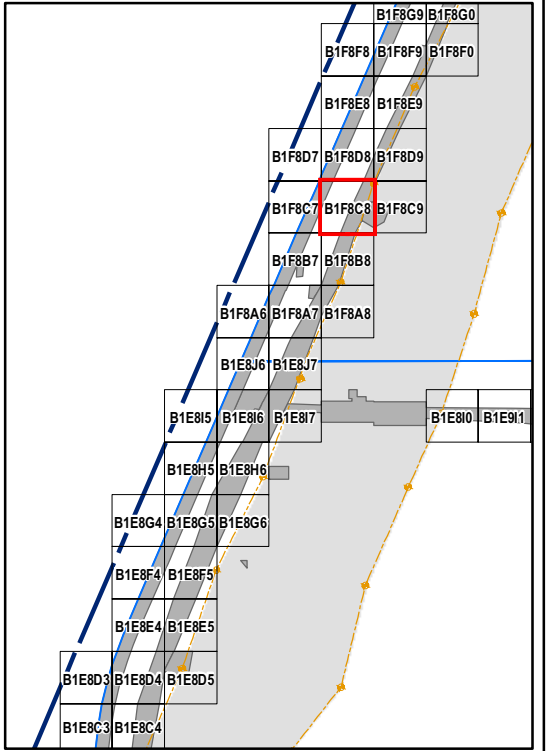 B1F8G9 B1F8G0
B1F8F8 B1F8F9 B1F8F0
B1F8E8 B1F8E9
B1F8D7 B1F8D8 B1F8D9
B1F8C7 B1F8C8 B1F8C9
B1F8B7 B1F8B8
B1F8A6 B1F8A7 B1F8A8
B1E8J6 B1E8J7
B1E8I5 B1E8I6 B1E8I7 B1E8I0 B1E9I1
B1E8H5 B1E8H6
B1E8G4 B1E8G5 B1E8G6
B1E8F4 B1E8F5
B1E8E4 B1E8E5
B1E8D3 B1E8D4 B1E8D5
B1E8C3 B1E8C4